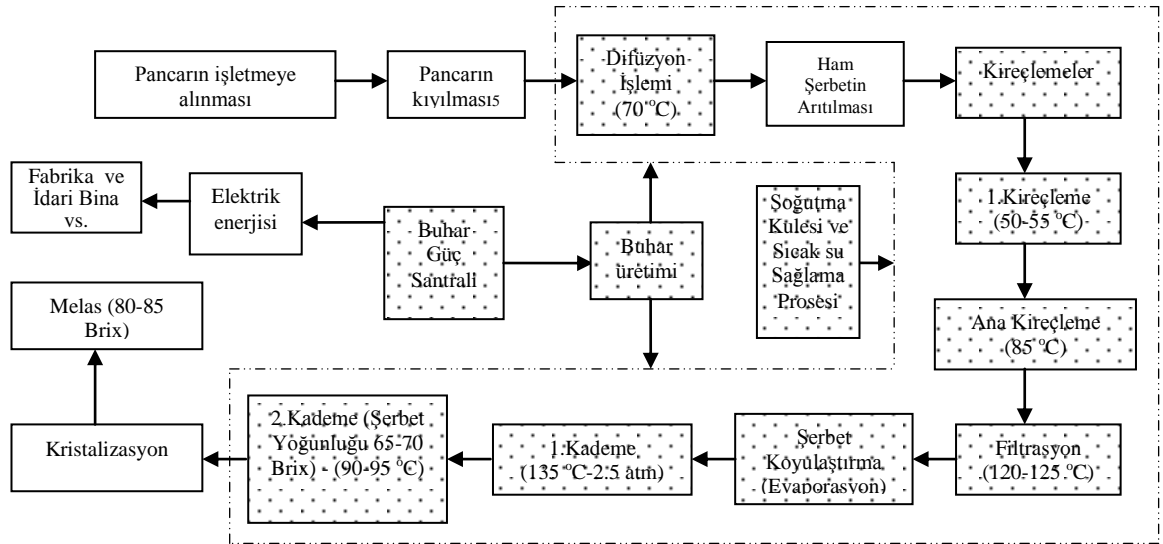 Pancarın işletmeye
alınması
Pancarın
kıyılması5
Difüzyon
İşlemi
(70 °C)
Ham
Şerbetin
Arıtılması
Kireçlemeler
Fabrika ve
İdari Bina
vs.
Elektrik
enerjisi
Buhar
Güç
Santrali
Buhar
üretimi
Soğutma
Kulesi ve
Sıcak su
Sağlama
Prosesi
1.Kireçleme
(50-55 °C)
Melas (80-85
Brix)
Ana Kireçleme
(85 °C)
Kristalizasyon
2.Kademe (Şerbet
Yoğunluğu 65-70
Brix) - (90-95 °C)
1.Kademe
(135 °C-2.5 atm)
Şerbet
Koyulaştırma
(Evaporasyon)
Filtrasyon
(120-125 °C)